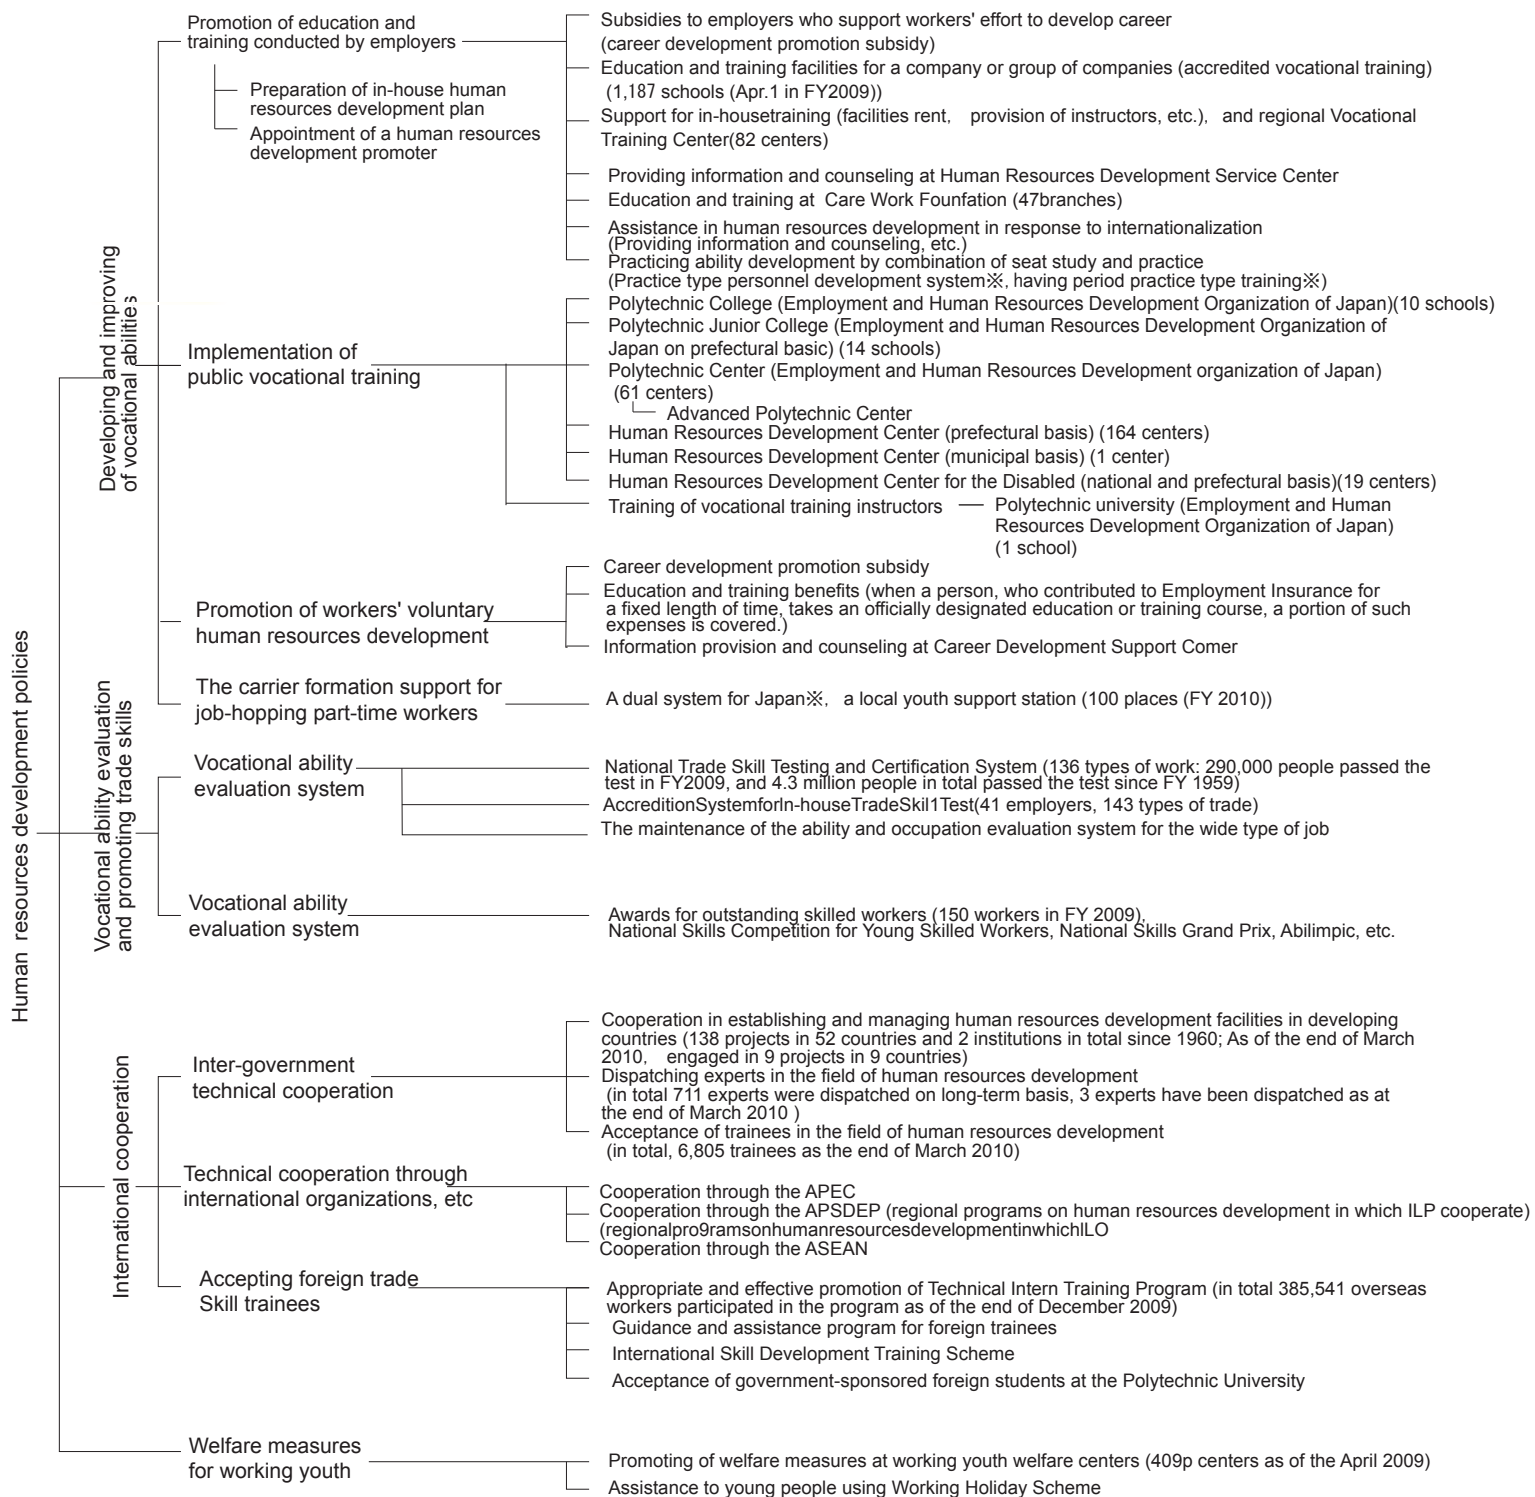 Human resources development policies
Developing and improving
of vocational abilities
Promotion of education and
training conducted by employers
Preparation of in-house human
resources development plan
Appointment of a human resources
development promoter
Subsidies to employers who support workers' effort to develop career
(career development promotion subsidy)
Education and training facilities for a company or group of companies (accredited vocational training)
(1,187 schools (Apr.1 in FY2009))
Support for in-housetraining (facilities rent, provision of instructors, etc.), and regional Vocational
Training Center(82 centers)
Providing information and counseling at Human Resources Development Service Center
Education and training at Care Work Founfation (47branches)
Assistance in human resources development in response to internationalization
(Providing information and counseling, etc.)
Practicing ability development by combination of seat study and practice
(Practice type personnel development system※, having period practice type training※)
Implementation of
public vocational training
Polytechnic College (Employment and Human Resources Development Organization of Japan)(10 schools)
Polytechnic Junior College (Employment and Human Resources Development Organization of
Japan on prefectural basic) (14 schools)
Polytechnic Center (Employment and Human Resources Development organization of Japan)
(61 centers)
Advanced Polytechnic Center
Human Resources Development Center (prefectural basis) (164 centers)
Human Resources Development Center (municipal basis) (1 center)
Human Resources Development Center for the Disabled (national and prefectural basis)(19 centers)
Training of vocational training instructors
Polytechnic university (Employment and Human
Resources Development Organization of Japan)
(1 school)
Promotion of workers' voluntary
human resources development
Career development promotion subsidy
Education and training benefits (when a person, who contributed to Employment Insurance for
a fixed length of time, takes an officially designated education or training course, a portion of such
expenses is covered.)
Information provision and counseling at Career Development Support Comer
The carrier formation support for
job-hopping part-time workers
A dual system for Japan※, a local youth support station (100 places (FY 2010))
Vocational ability evaluation
and promoting trade skills
Vocational ability
evaluation system
National Trade Skill Testing and Certification System (136 types of work: 290,000 people passed the
test in FY2009, and 4.3 million people in total passed the test since FY 1959)
AccreditionSystemforIn-houseTradeSkil1Test(41 employers, 143 types of trade)
The maintenance of the ability and occupation evaluation system for the wide type of job
Vocational ability
evaluation system
Awards for outstanding skilled workers (150 workers in FY 2009),
National Skills Competition for Young Skilled Workers, National Skills Grand Prix, Abilimpic, etc.
International cooperation
Inter-government
technical cooperation
Cooperation in establishing and managing human resources development facilities in developing
countries (138 projects in 52 countries and 2 institutions in total since 1960; As of the end of March
2010, engaged in 9 projects in 9 countries)
Dispatching experts in the field of human resources development
(in total 711 experts were dispatched on long-term basis, 3 experts have been dispatched as at
the end of March 2010 )
Acceptance of trainees in the field of human resources development
(in total, 6,805 trainees as the end of March 2010)
Technical cooperation through
international organizations, etc
Cooperation through the APEC
Cooperation through the APSDEP (regional programs on human resources development in which ILP cooperate)
(regionalpro9ramsonhumanresourcesdevelopmentinwhichILO
Cooperation through the ASEAN
Accepting foreign trade
Skill trainees
Appropriate and effective promotion of Technical Intern Training Program (in total 385,541 overseas
workers participated in the program as of the end of December 2009)
Guidance and assistance program for foreign trainees
International Skill Development Training Scheme
Acceptance of government-sponsored foreign students at the Polytechnic University
Welfare measures
for working youth
Promoting of welfare measures at working youth welfare centers (409p centers as of the April 2009)
Assistance to young people using Working Holiday Scheme